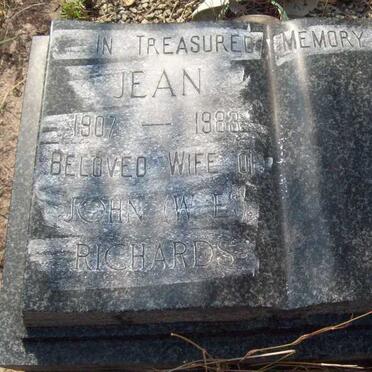 IN TREASURED MEMORY
JEAN
1907 — 1988
BELOVED WIFE OF
JOHN (W E)
RICHARDS